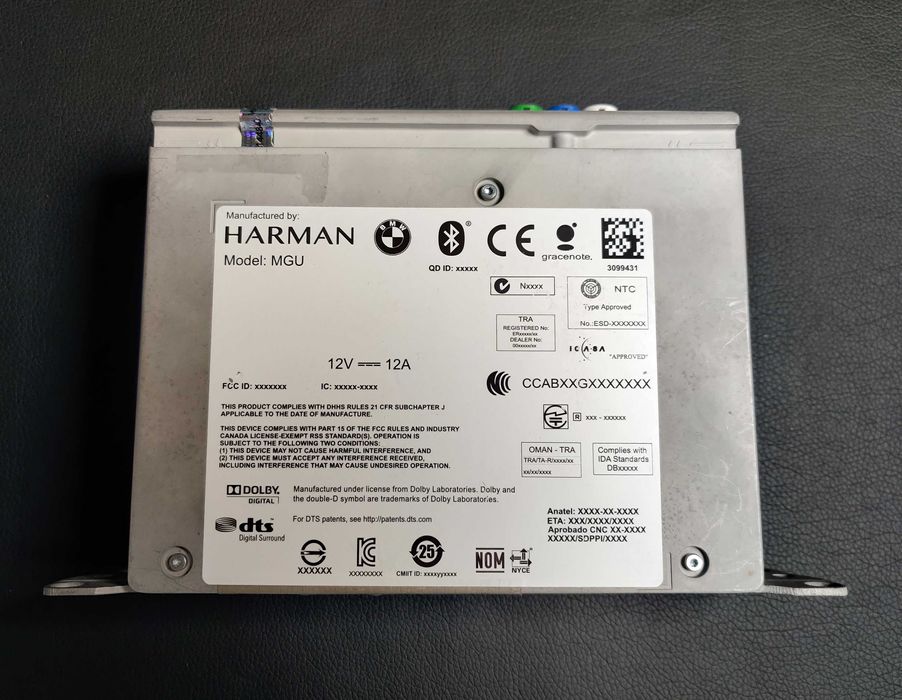 Manufactured by:
HARMAN
BMW
Model: MGU
®
QD ID: xxxxx
CE
gracenote.
3099431
Nxxxx
NTC
Type Approved
No.:ESD-XXXXXXX
TRA
REGISTERED No:
ERxxxxx/xx
DEALER No:
00xxxxx/xx
ICASA
"APPROVED"
12V 12A
FCC ID: xxxxxxx
IC: xxxxx-xxxx
CCABXXGXXXXXXX
THIS PRODUCT COMPLIES WITH DHHS RULES 21 CFR SUBCHAPTER J
APPLICABLE TO THE DATE OF MANUFACTURE.
R xxx - xxxxxx
THIS DEVICE COMPLIES WITH PART 15 OF THE FCC RULES AND INDUSTRY
CANADA LICENSE-EXEMPT RSS STANDARD(S). OPERATION IS
SUBJECT TO THE FOLLOWING TWO CONDITIONS:
(1) THIS DEVICE MAY NOT CAUSE HARMFUL INTERFERENCE, AND
(2) THIS DEVICE MUST ACCEPT ANY INTERFERENCE RECEIVED,
INCLUDING INTERFERENCE THAT MAY CAUSE UNDESIRED OPERATION.
OMAN - TRA
TRA/TA-R/xxxx/xx
xx/xx/xxxx
Complies with
IDA Standards
DBxxxxx
DOLBY
DIGITAL
Manufactured under license from Dolby Laboratories. Dolby and
the double-D symbol are trademarks of Dolby Laboratories.
dts
Digital Surround
For DTS patents, see http://patents.dts.com
Anatel: XXXX-XX-XXXX
ETA: XXX/XXXX/XXXX
Aprobado CNC XX-XXXX
XXXXX/SDPPI/XXXX
XXXXXX
XXXXXXXX
25
CMIIT ID: xxxxyyxxxx
NOM
NYCE